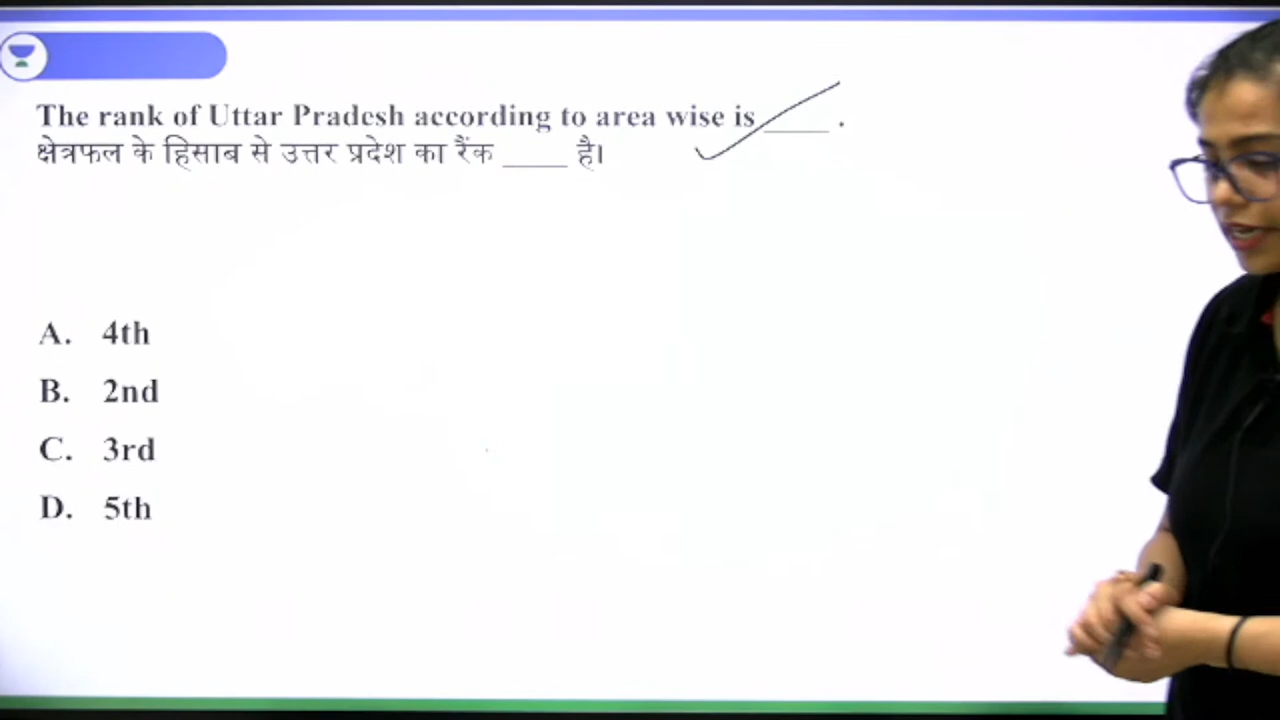 The rank of Uttar Pradesh according to area wise is _____ .
क्षेत्रफल के हिसाब से उत्तर प्रदेश का रैंक _____ है।
A. 4th
B. 2nd
C. 3rd
D. 5th